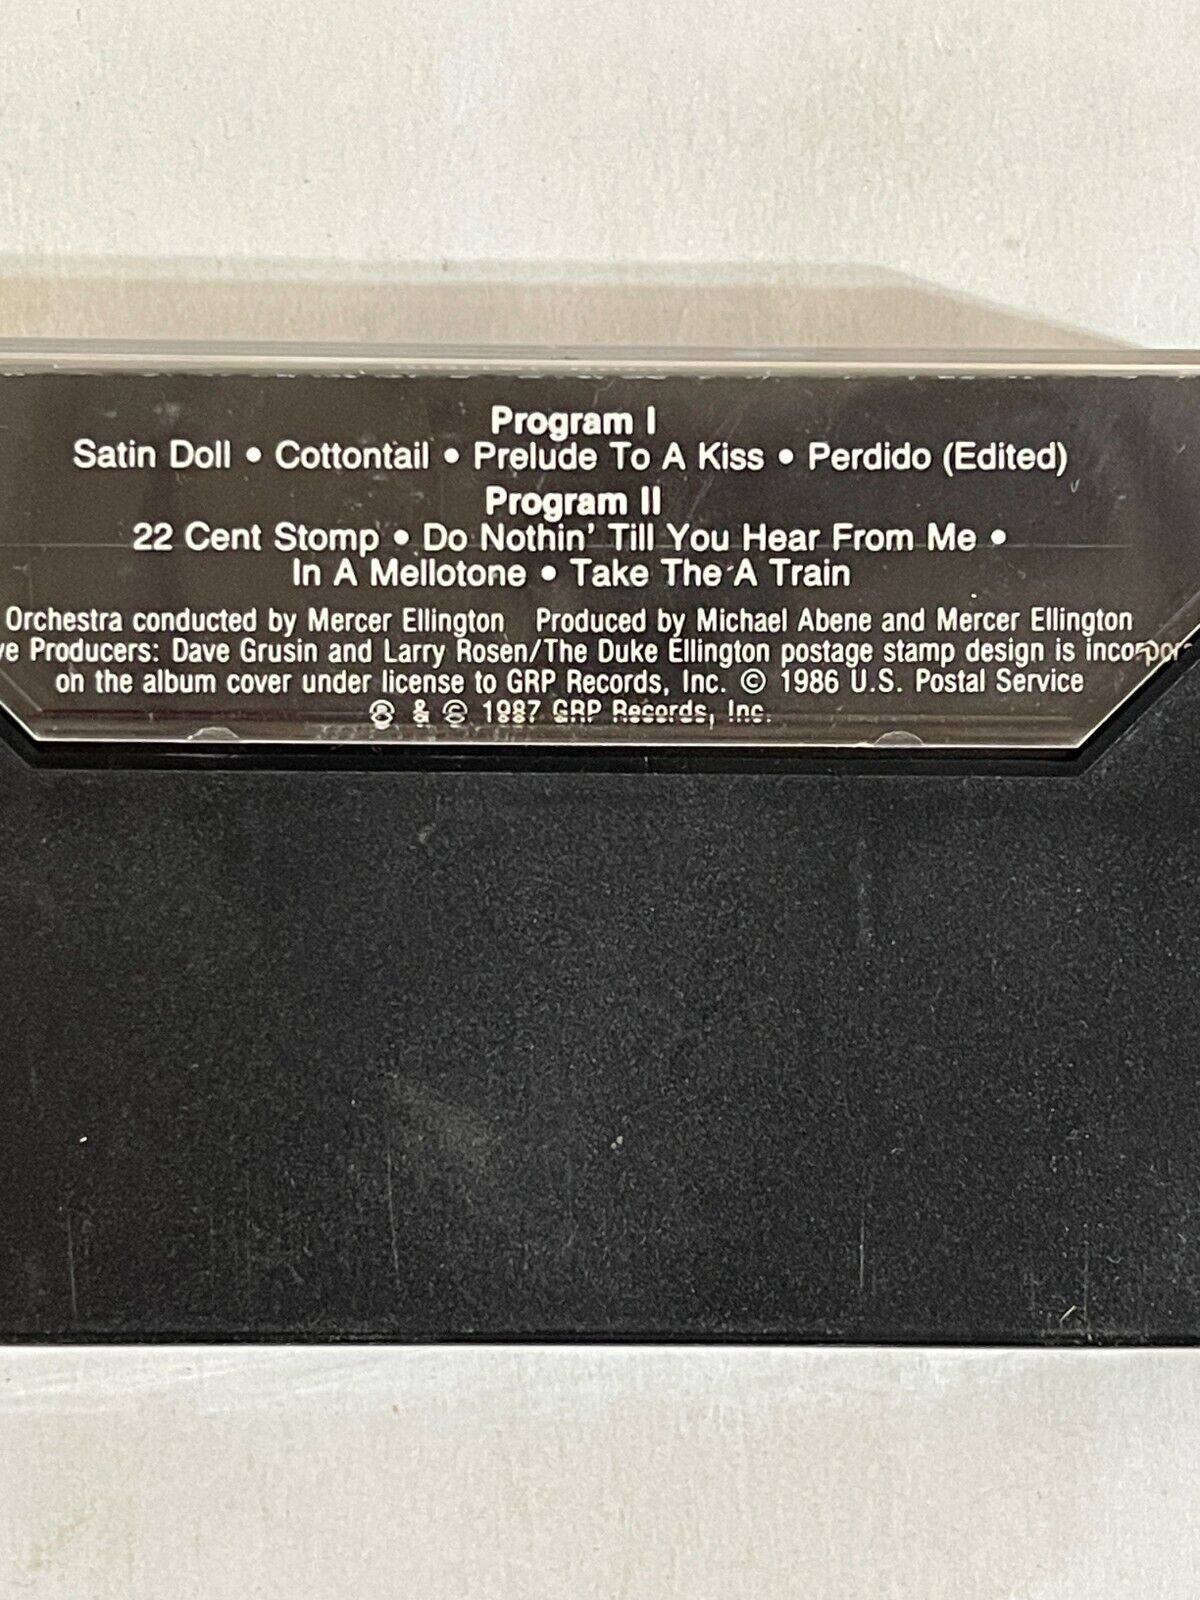 Program I
Satin Doll • Cottontail • Prelude To A Kiss • Perdido (Edited)
Program II
22 Cent Stomp • Do Nothin' Till You Hear From Me •
In A Mellotone • Take The A Train
Orchestra conducted by Mercer Ellington Produced by Michael Abene and Mercer Ellington
Producers: Dave Grusin and Larry Rosen/The Duke Ellington postage stamp design is
on the album cover under license to GRP Records, Inc. © 1986 U.S. Postal Service
℗ & © 1987 GRP Records, Inc.